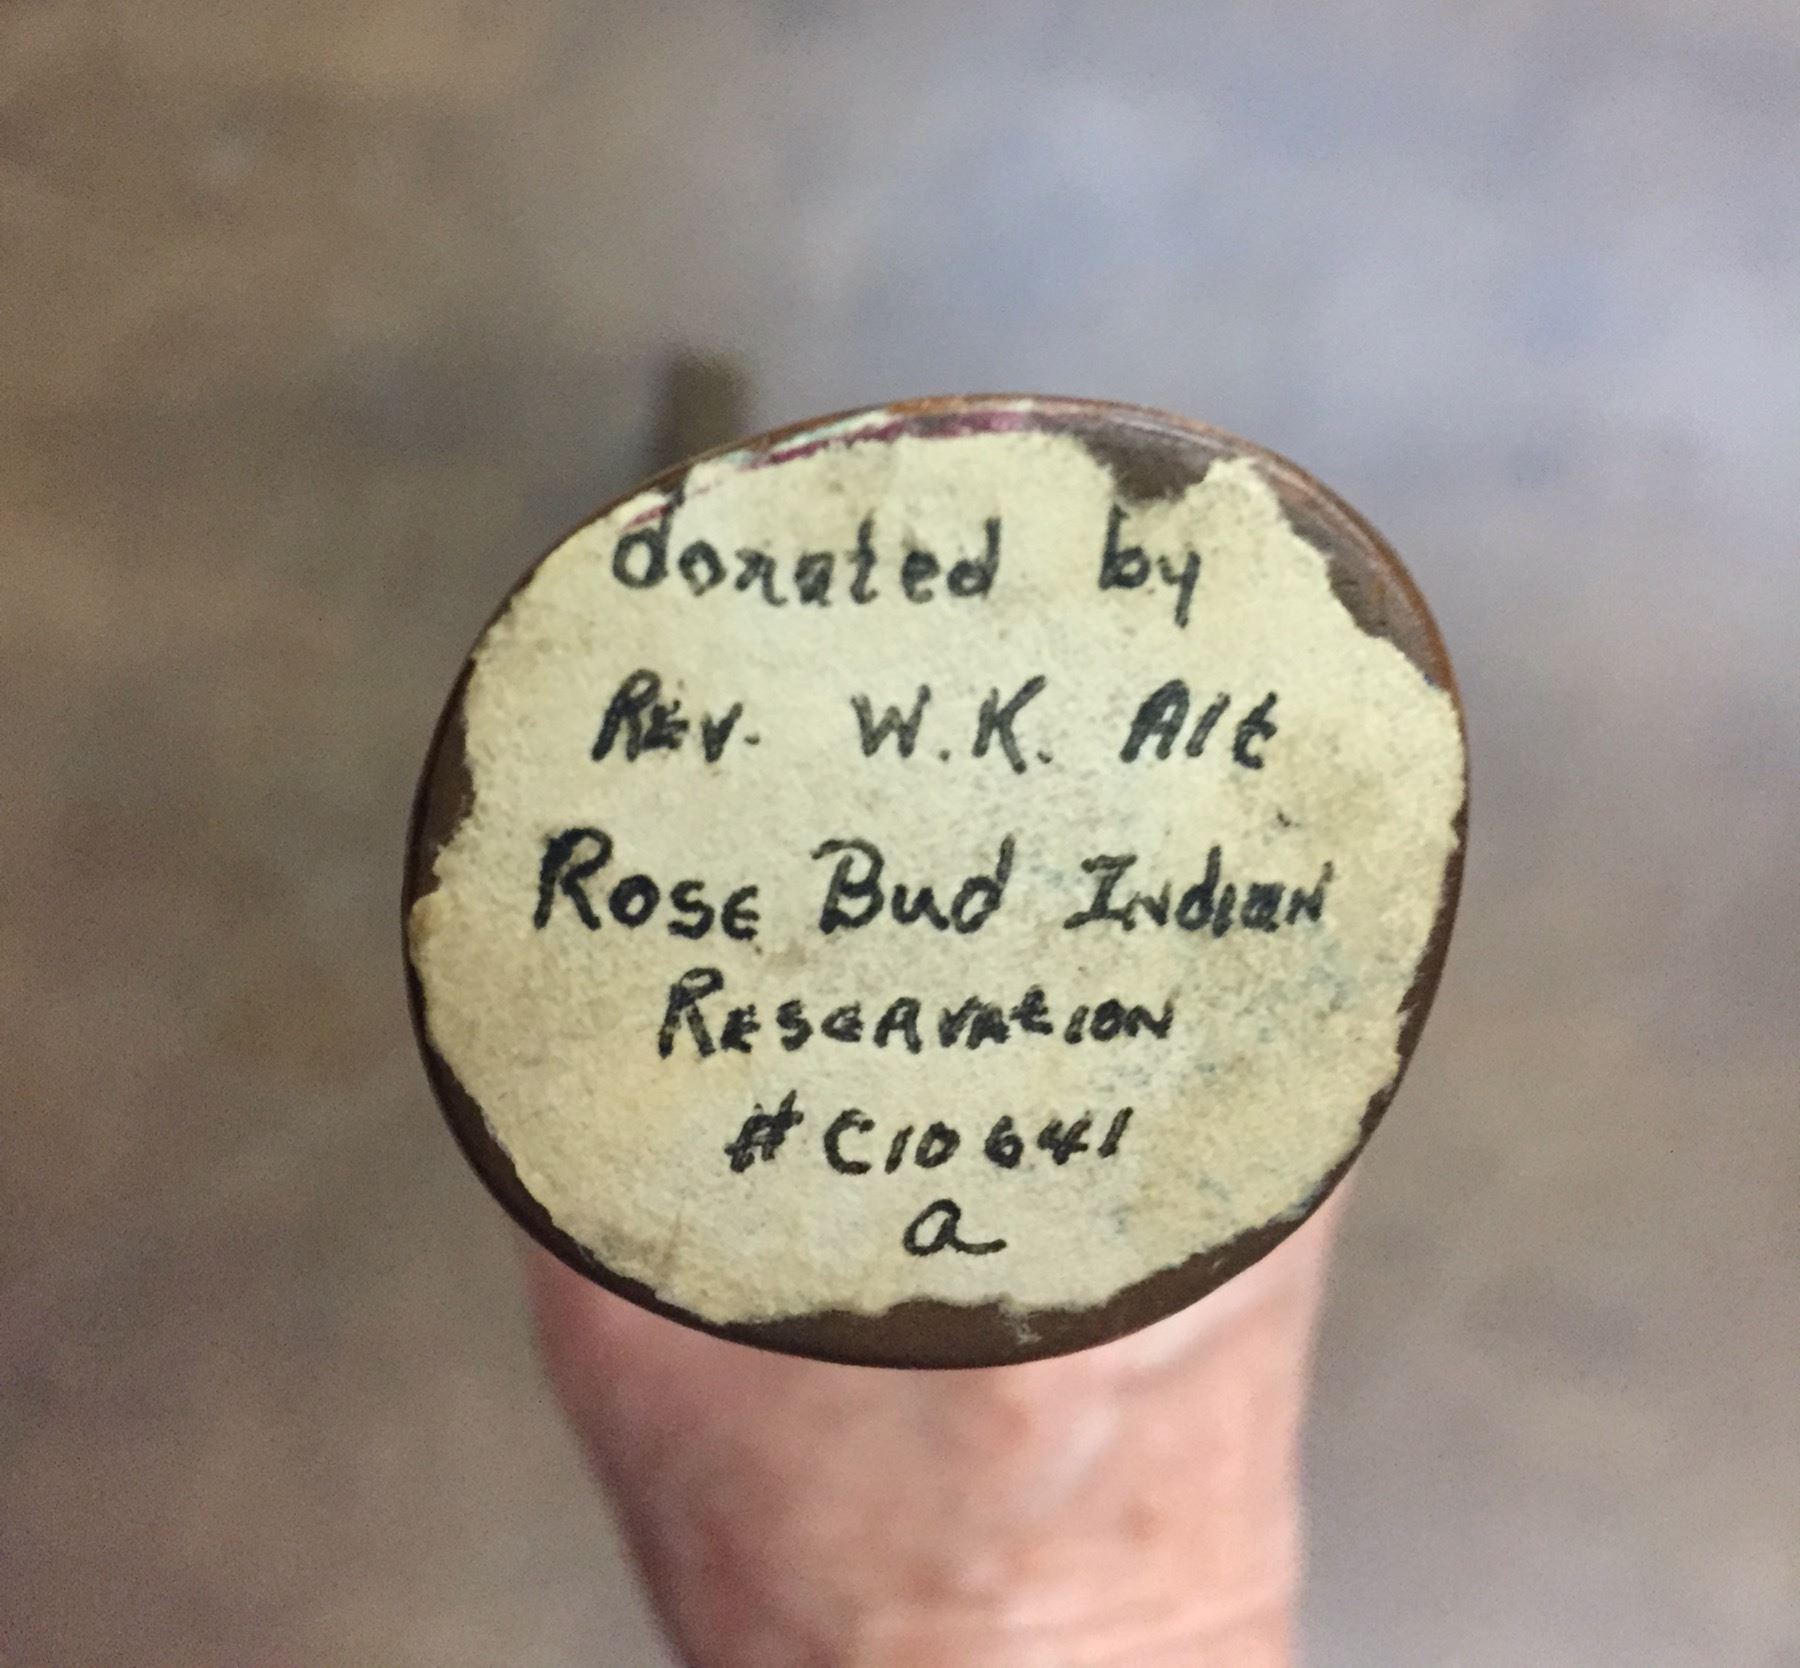 donated by
Rev. W.K. Alt
Rose Bud Indian
Reservation
#C10641
a